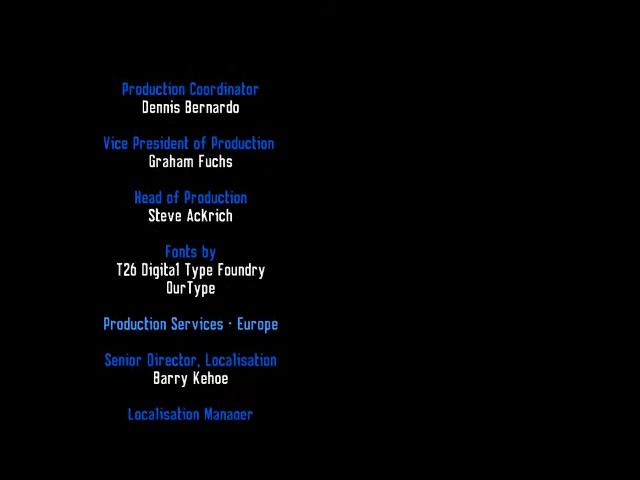 Production Coordinator
Dennis Bernardo
Vice President of Production
Graham Fuchs
Head of Production
Steve Ackrich
Fonts by
T26 Digital Type Foundry
OurType
Production Services - Europe
Senior Director, Localisation
Barry Kehoe
Localisation Manager